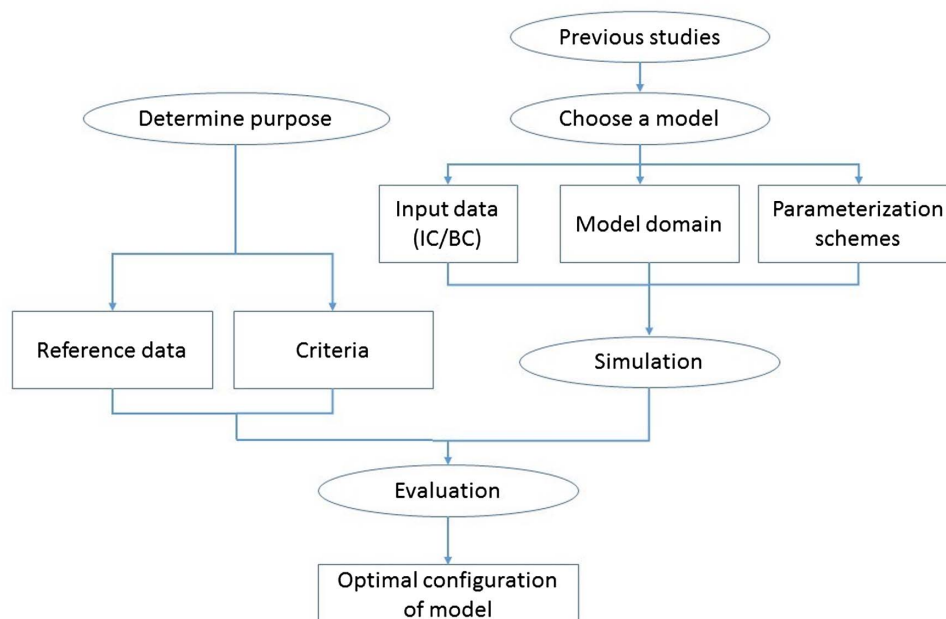 Previous studies
Determine purpose
Choose a model
Input data
(IC/BC)
Model domain
Parameterization
schemes
Reference data
Criteria
Simulation
Evaluation
Optimal configuration
of model